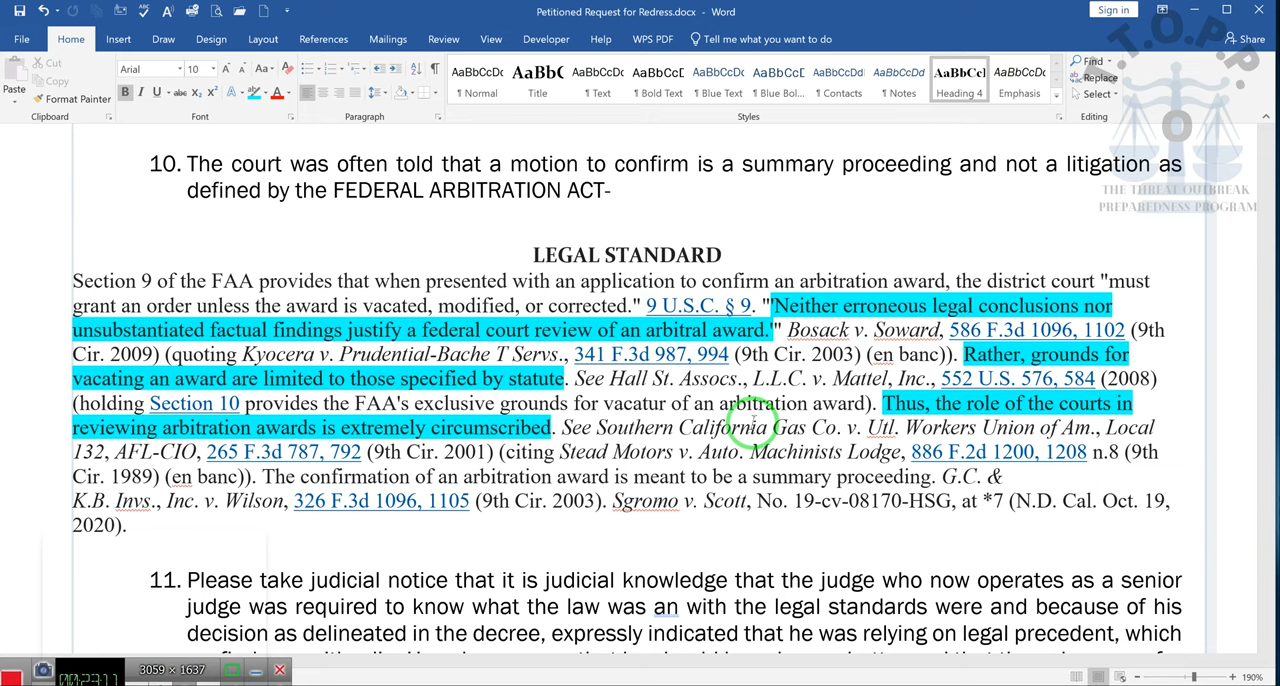 Petitioned Request for Redress.docx - Word
Sign in
File Home Insert Draw Design Layout References Mailings Review View Developer Help WPS PDF Tell me what you want to do Share
Paste
Cut
Copy
Format Painter
Clipboard
Arial 10
Font
Paragraph
AaBbCcDc AaBbC AaBbCcDc AaBbCcD AaBbCcDd AaBbCcD AaBbCcDd AaBbCcDd AaBbCcl AaBbCcDc
¶ Normal Title ¶ Text ¶ Bold Text ¶ Blue Text ¶ Blue Bol... ¶ Contacts ¶ Notes Heading 4 Emphasis
Styles
Find
Replace
Select
Editing
T.O.P.P.
THE THREAT OUTBREAK
PREPAREDNESS PROGRAM
10. The court was often told that a motion to confirm is a summary proceeding and not a litigation as
defined by the FEDERAL ARBITRATION ACT-
LEGAL STANDARD
Section 9 of the FAA provides that when presented with an application to confirm an arbitration award, the district court "must
grant an order unless the award is vacated, modified, or corrected." 9 U.S.C. § 9. "'Neither erroneous legal conclusions nor
unsubstantiated factual findings justify a federal court review of an arbitral award.'" Bosack v. Soward, 586 F.3d 1096, 1102 (9th
Cir. 2009) (quoting Kyocera v. Prudential-Bache T Servs., 341 F.3d 987, 994 (9th Cir. 2003) (en banc)). Rather, grounds for
vacating an award are limited to those specified by statute. See Hall St. Assocs., L.L.C. v. Mattel, Inc., 552 U.S. 576, 584 (2008)
(holding Section 10 provides the FAA's exclusive grounds for vacatur of an arbitration award). Thus, the role of the courts in
reviewing arbitration awards is extremely circumscribed. See Southern California Gas Co. v. Utl. Workers Union of Am., Local
132, AFL-CIO, 265 F.3d 787, 792 (9th Cir. 2001) (citing Stead Motors v. Auto. Machinists Lodge, 886 F.2d 1200, 1208 n.8 (9th
Cir. 1989) (en banc)). The confirmation of an arbitration award is meant to be a summary proceeding. G.C. &
K.B. Invs., Inc. v. Wilson, 326 F.3d 1096, 1105 (9th Cir. 2003). Sgromo v. Scott, No. 19-cv-08170-HSG, at *7 (N.D. Cal. Oct. 19,
2020).
11. Please take judicial notice that it is judicial knowledge that the judge who now operates as a senior
judge was required to know what the law was an with the legal standards were and because of his
decision as delineated in the decree, expressly indicated that he was relying on legal precedent, which
00:23:11
3059 × 1637
190%